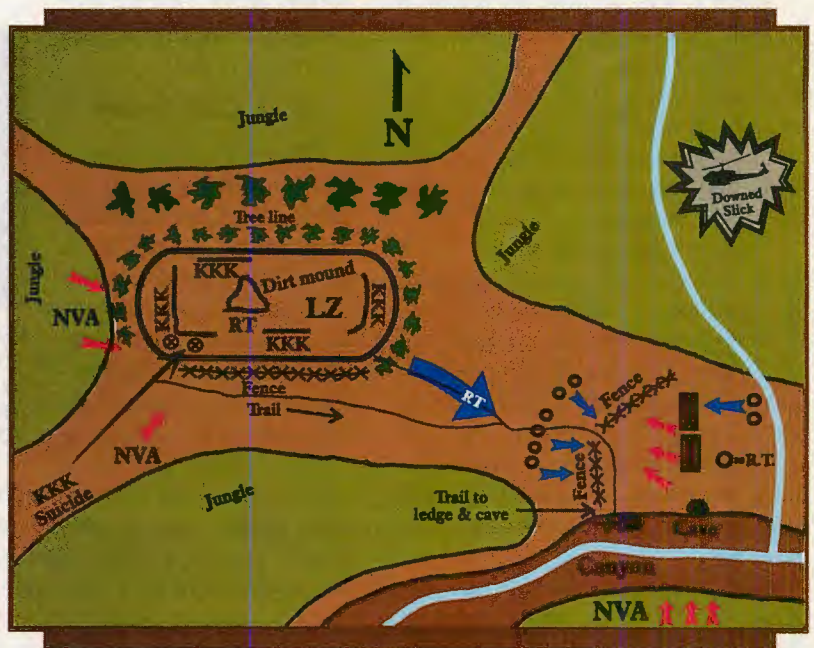 Jungle
N
Downed
Slick
Tree line
Jungle
Jungle
KKK
Dirt mound
KKK
KKK
LZ
NVA
RT
KKK
Fence
Trail
RT
Fence
NVA
KKK
Suicide
Jungle
Fence
O=R.T.
Trail to
ledge & cave
Cave
Canyon
NVA